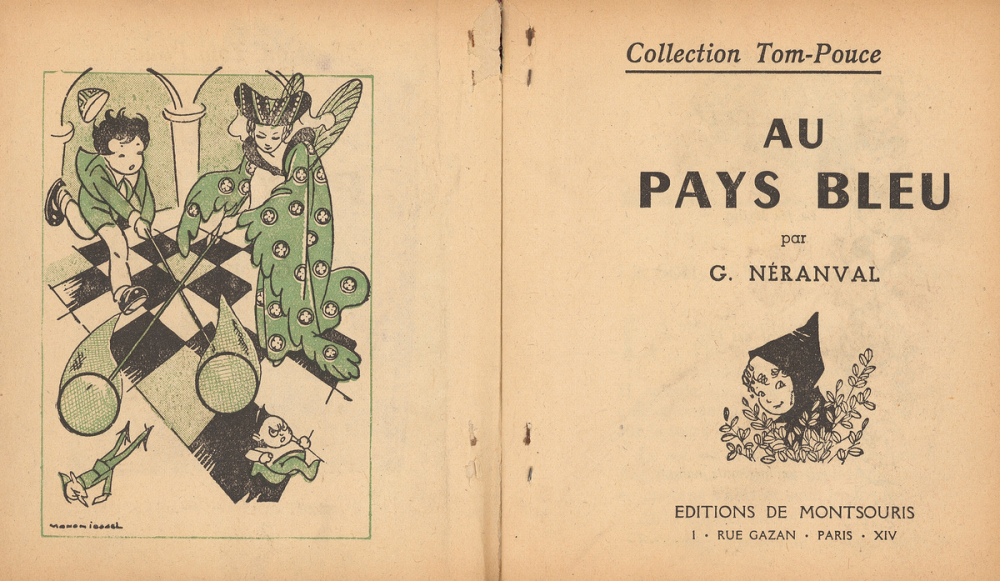 Collection Tom-Pouce
AU
PAYS BLEU
par
G. NÉRANVAL
EDITIONS DE MONTSOURIS
1 • RUE GAZAN • PARIS • XIV